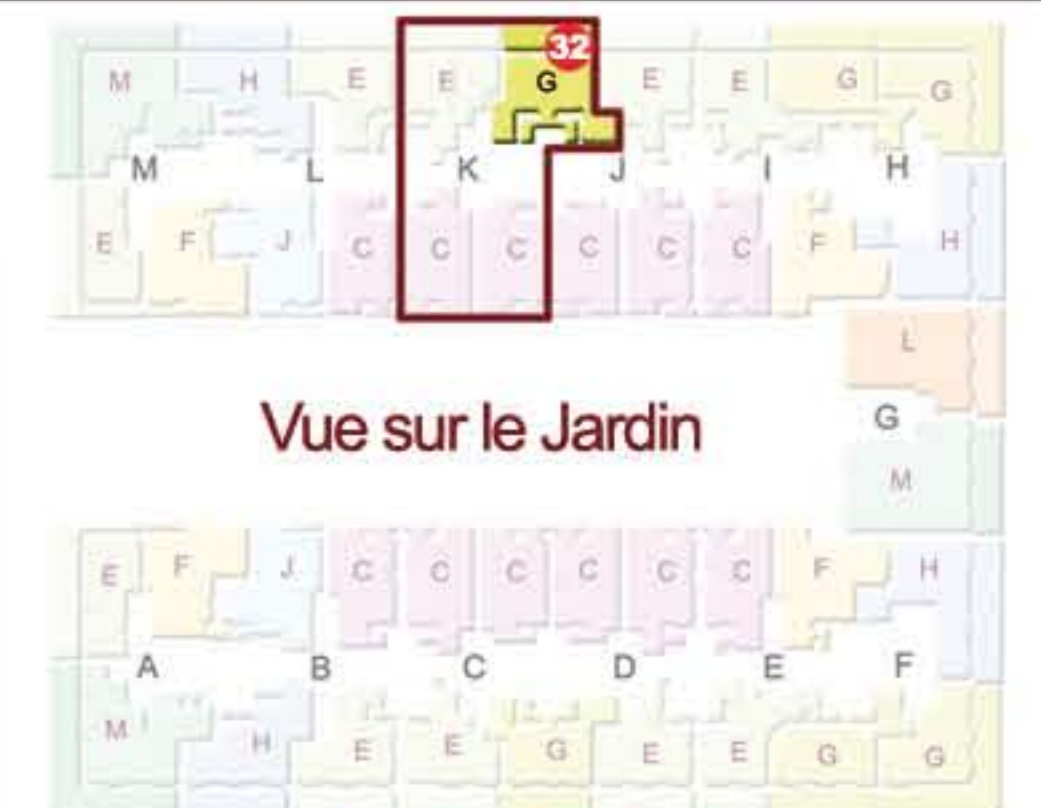 32
M H E E G E E G G
M L K J I H
E F J C C C C C C F H
L
Vue sur le Jardin
G
M
E F J C C C C C C F H
A B C D E F
M H E E G E E G G